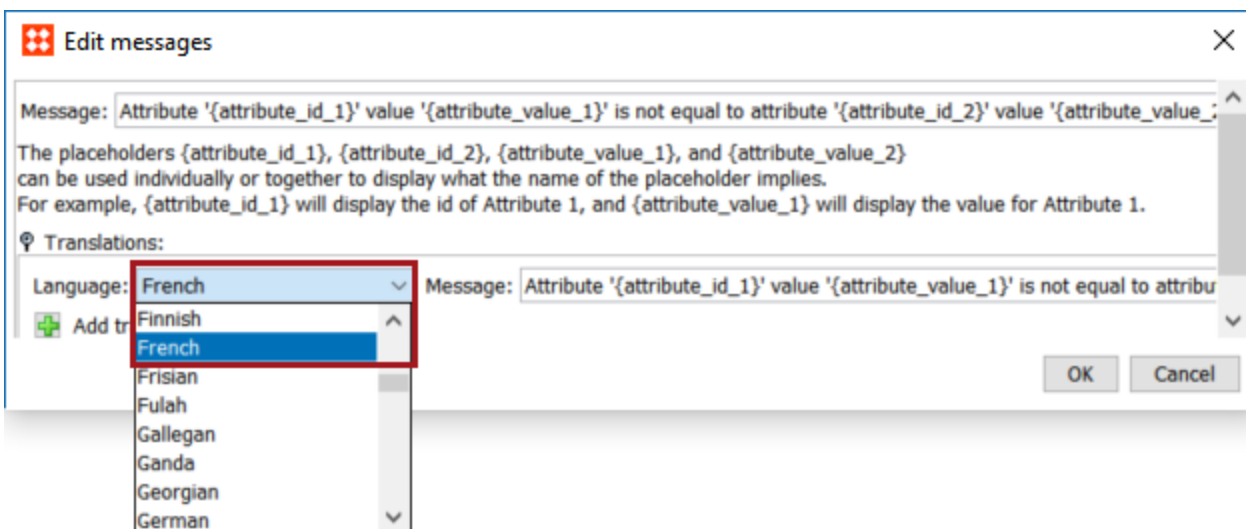 Edit messages
Message: Attribute '{attribute_id_1}' value '{attribute_value_1}' is not equal to attribute '{attribute_id_2}' value '{attribute_value_
The placeholders {attribute_id_1}, {attribute_id_2}, {attribute_value_1}, and {attribute_value_2}
can be used individually or together to display what the name of the placeholder implies.
For example, {attribute_id_1} will display the id of Attribute 1, and {attribute_value_1} will display the value for Attribute 1.
Translations:
Language: French Message: Attribute '{attribute_id_1}' value '{attribute_value_1}' is not equal to attribu
Add tr
Finnish
French
Frisian
Fulah
Gallegan
Ganda
Georgian
German
OK Cancel